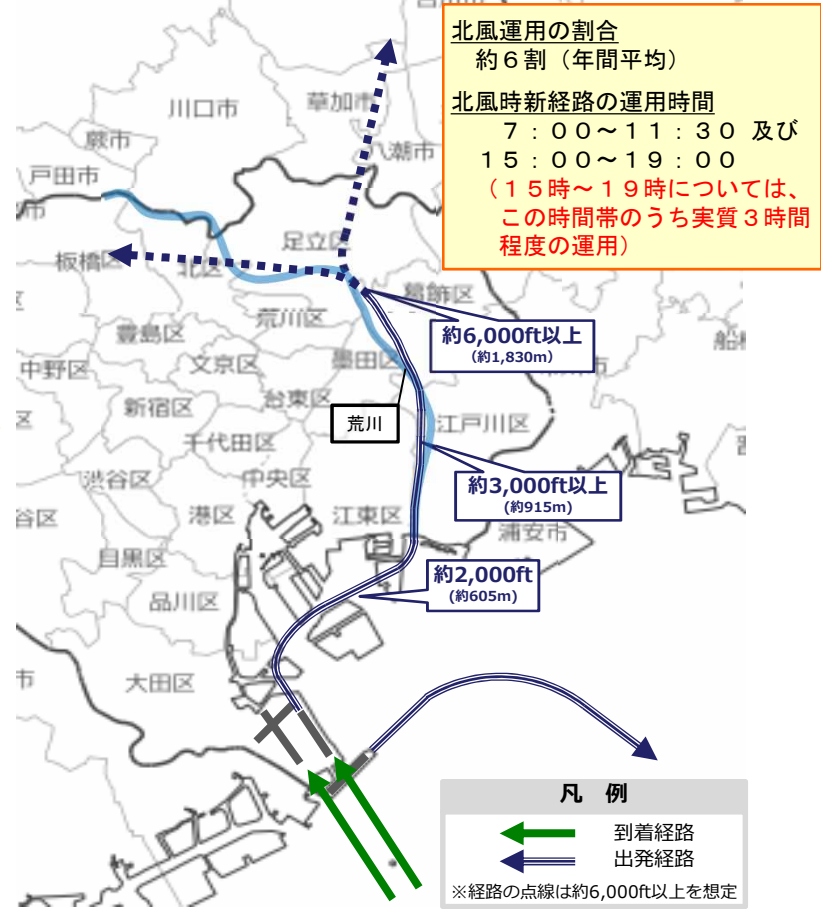 北風運用の割合
約６割（年間平均）
北風時新経路の運用時間
７：００～１１：３０ 及び
１５：００～１９：００
（１５時～１９時については、
この時間帯のうち実質３時間
程度の運用）
川口市
草加市
蕨市
八潮市
戸田市
足立区
板橋区
北区
葛飾区
荒川区
約6,000ft以上
（約1,830m）
豊島区
墨田区
中野区
文京区
台東区
新宿区
荒川
江戸川区
千代田区
渋谷区
中央区
約3,000ft以上
(約915m)
港区
江東区
浦安市
目黒区
約2,000ft
(約605m)
品川区
大田区
凡 例
到着経路
出発経路
※経路の点線は約6,000ft以上を想定